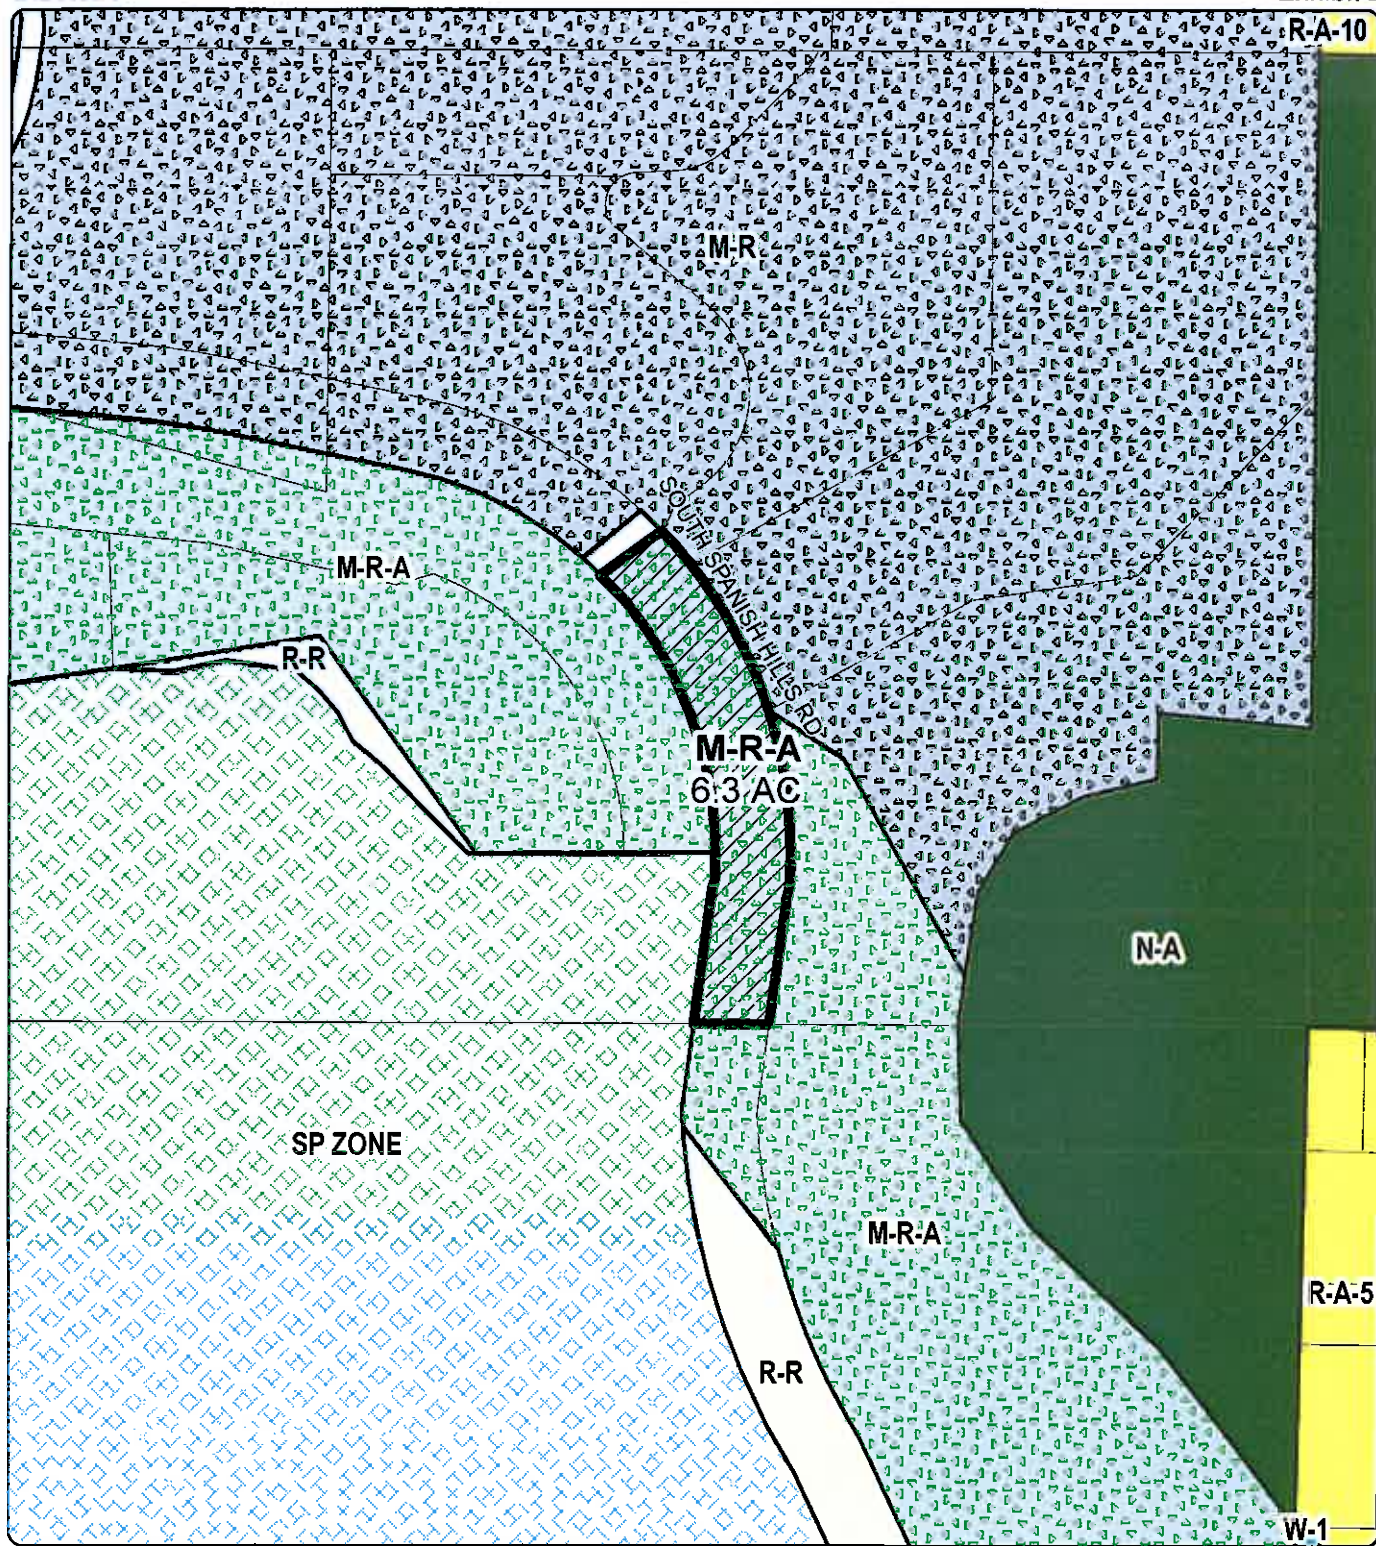 R-A-10
M-R
SOUTH SPANISH HILLS RD
M-R-A
R-R
M-R-A
6.3 AC
N-A
SP ZONE
M-R-A
R-A-5
R-R
W-1